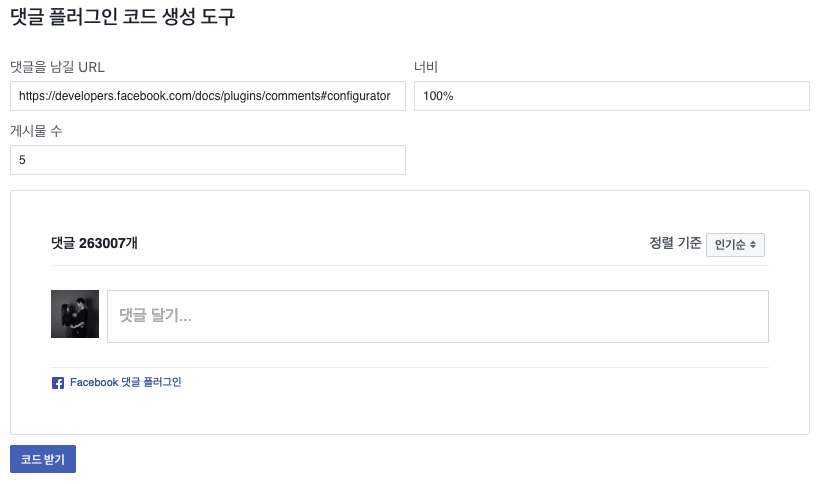 댓글 플러그인 코드 생성 도구
댓글을 남길 URL
너비
https://developers.facebook.com/docs/plugins/comments#configurator
100%
게시물 수
5
댓글 263007개
정렬 기준 인기순
댓글 달기...
Facebook 댓글 플러그인
코드 받기